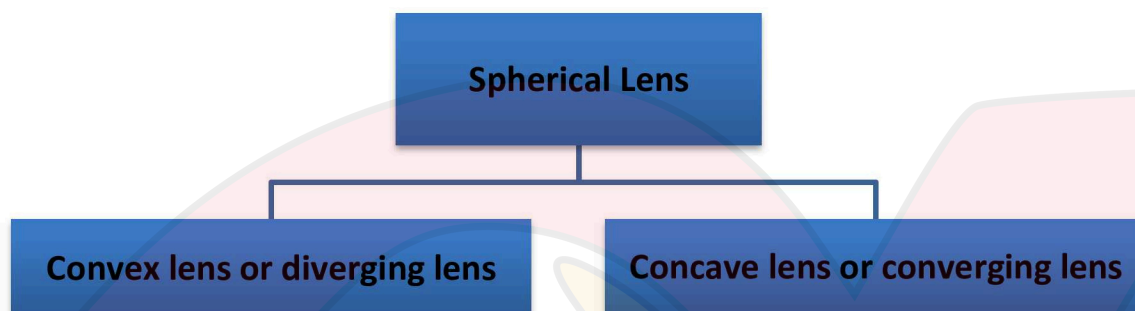 Spherical Lens
Convex lens or diverging lens
Concave lens or converging lens